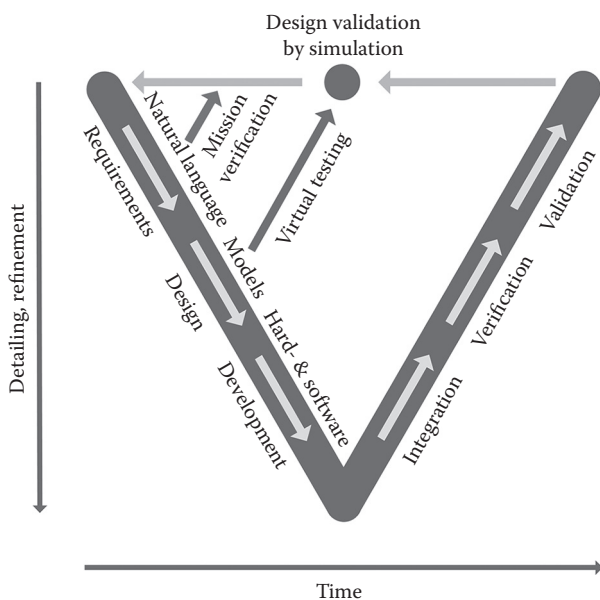 Design validation
by simulation
Natural language
Mission
verification
Requirements
Virtual testing
Models
Design
Hard- & software
Development
Integration
Verification
Validation
Detailing, refinement
Time